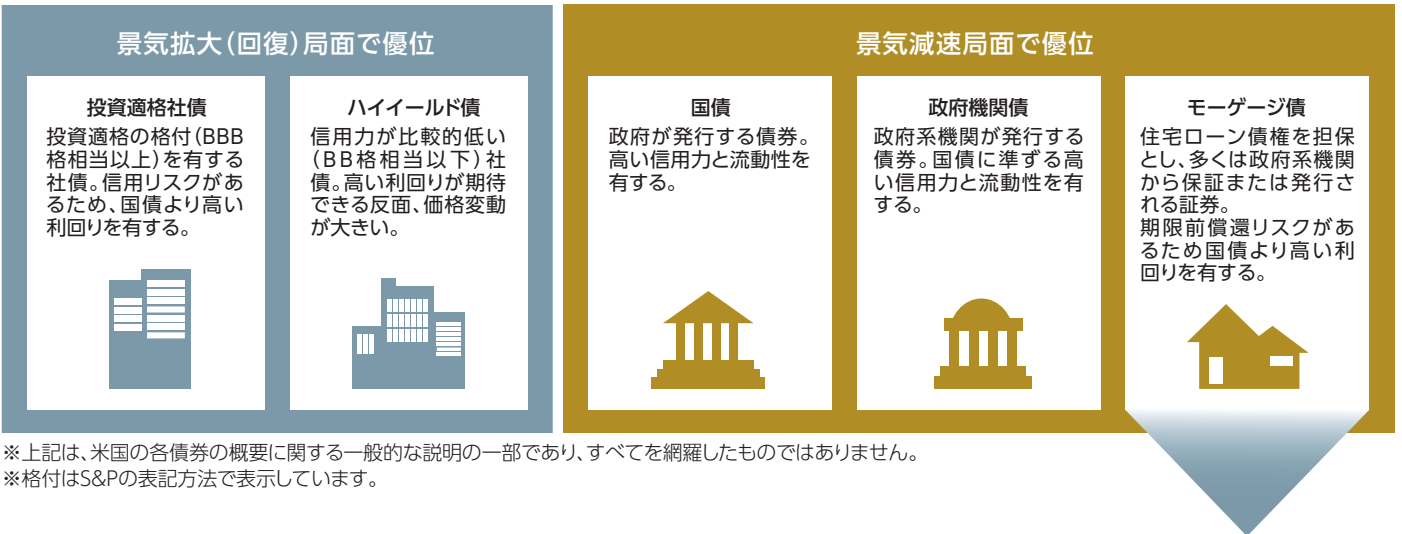 景気拡大(回復)局面で優位
投資適格社債
投資適格の格付(BBB
格相当以上)を有する
社債。信用リスクがあ
るため、国債より高い
利回りを有する。
ハイイールド債
信用力が比較的低い
(BB格相当以下)社
債。高い利回りが期待
できる反面、価格変動
が大きい。
景気減速局面で優位
国債
政府が発行する債券。
高い信用力と流動性を
有する。
政府機関債
政府系機関が発行する
債券。国債に準ずる高
い信用力と流動性を有
する。
モーゲージ債
住宅ローン債権を担保
とし、多くは政府系機関
から保証または発行さ
れる証券。
期限前償還リスクがあ
るため国債より高い利
回りを有する。
※上記は、米国の各債券の概要に関する一般的な説明の一部であり、すべてを網羅したものではありません。
※格付はS&Pの表記方法で表示しています。